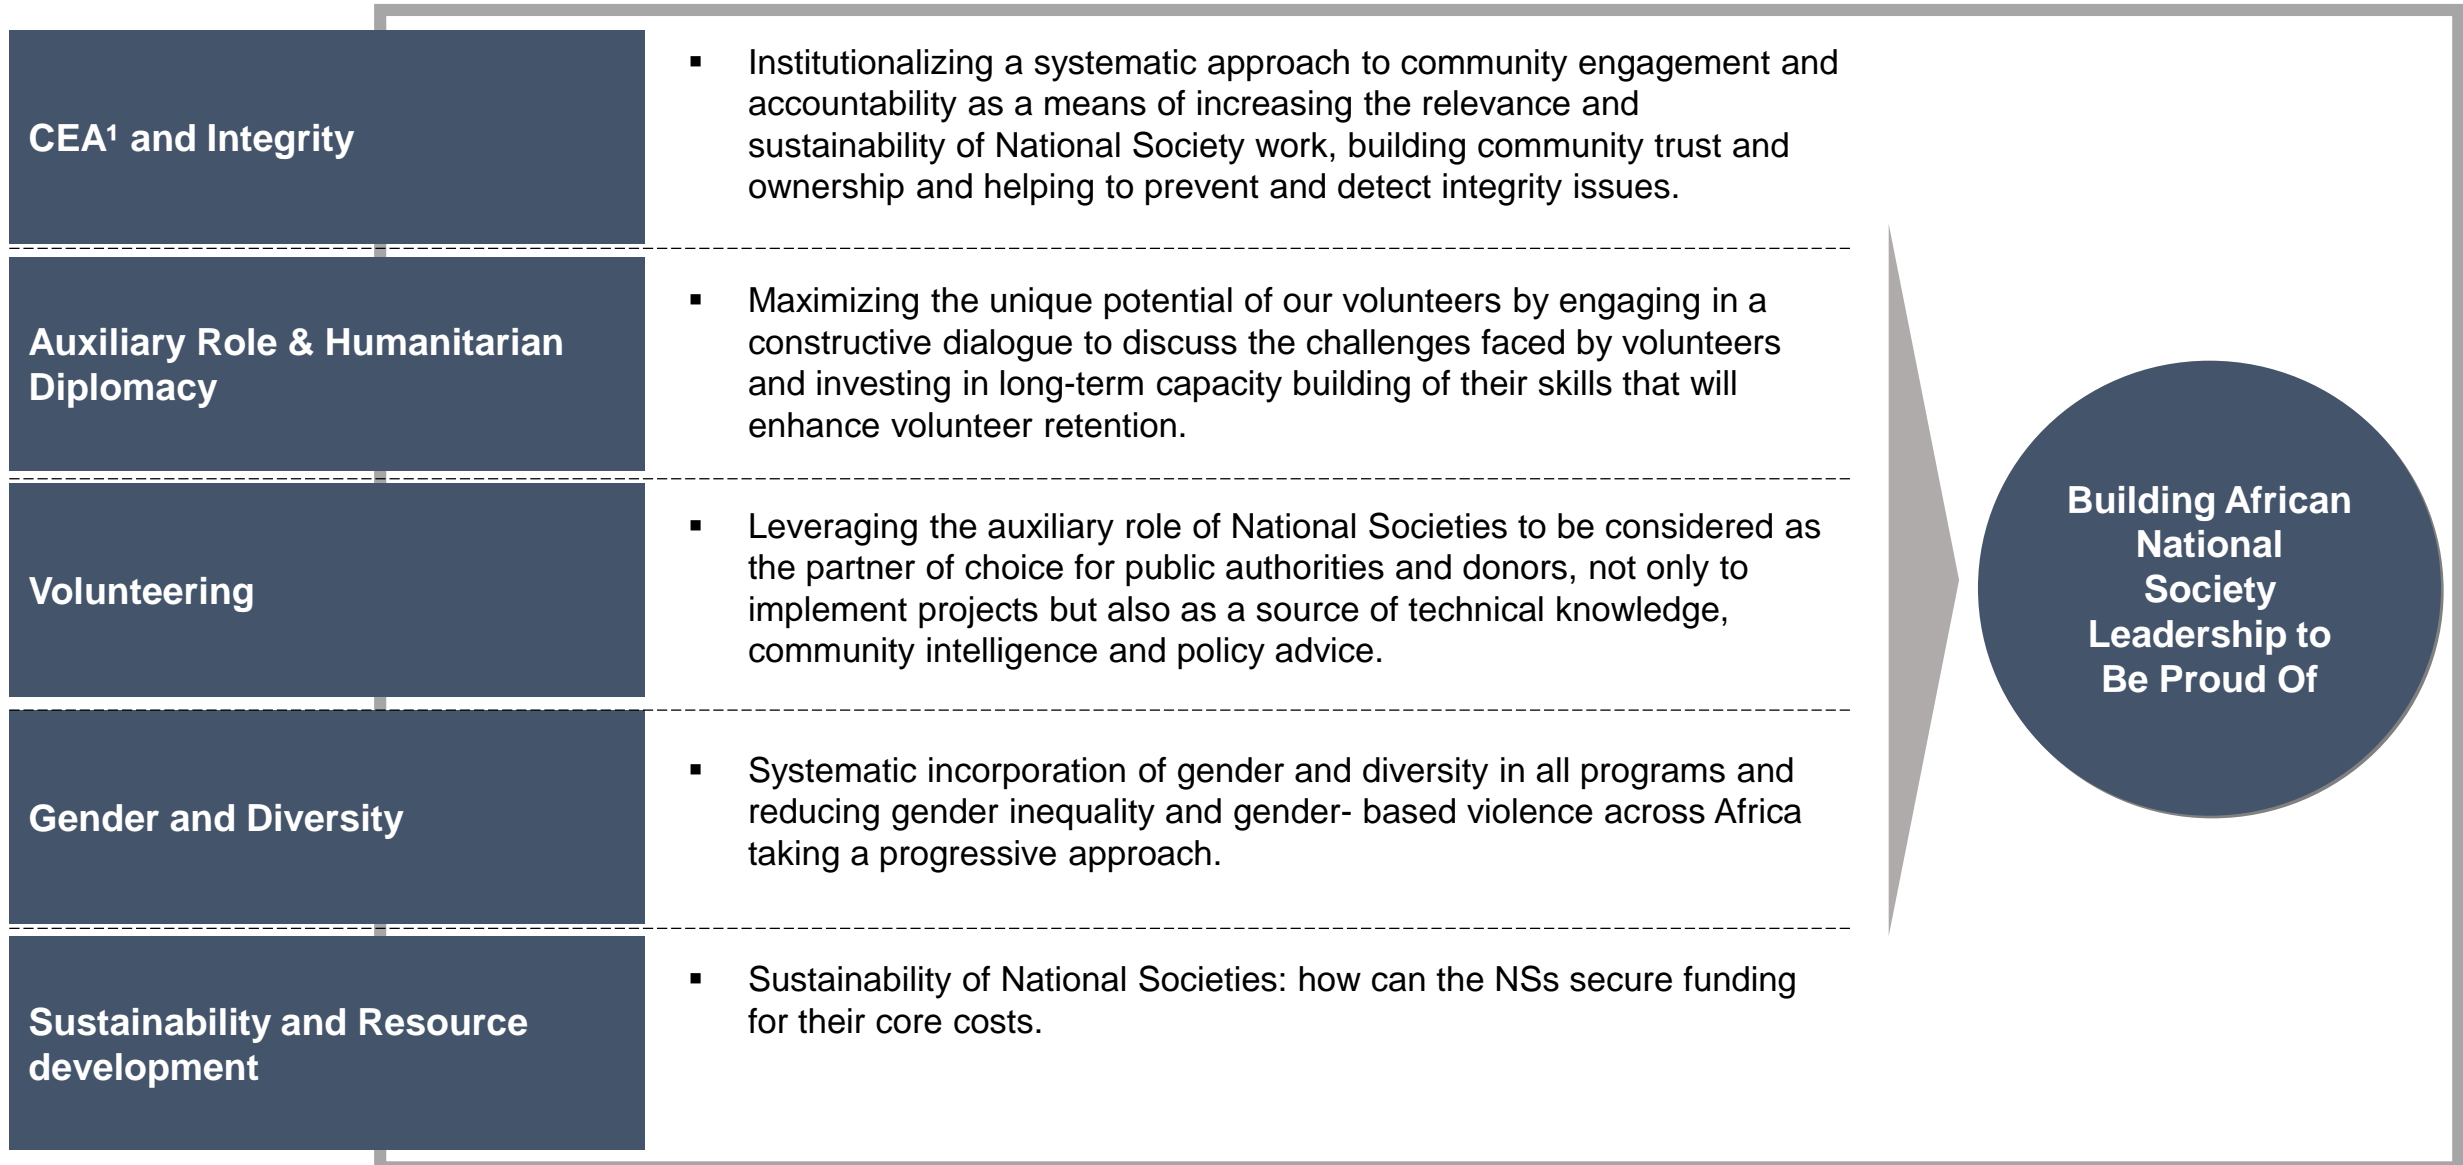 CEA¹ and Integrity
▪ Institutionalizing a systematic approach to community engagement and
accountability as a means of increasing the relevance and
sustainability of National Society work, building community trust and
ownership and helping to prevent and detect integrity issues.
Auxiliary Role & Humanitarian
Diplomacy
▪ Maximizing the unique potential of our volunteers by engaging in a
constructive dialogue to discuss the challenges faced by volunteers
and investing in long-term capacity building of their skills that will
enhance volunteer retention.
Volunteering
▪ Leveraging the auxiliary role of National Societies to be considered as
the partner of choice for public authorities and donors, not only to
implement projects but also as a source of technical knowledge,
community intelligence and policy advice.
Gender and Diversity
▪ Systematic incorporation of gender and diversity in all programs and
reducing gender inequality and gender- based violence across Africa
taking a progressive approach.
Sustainability and Resource
development
▪ Sustainability of National Societies: how can the NSs secure funding
for their core costs.
Building African
National
Society
Leadership to
Be Proud Of